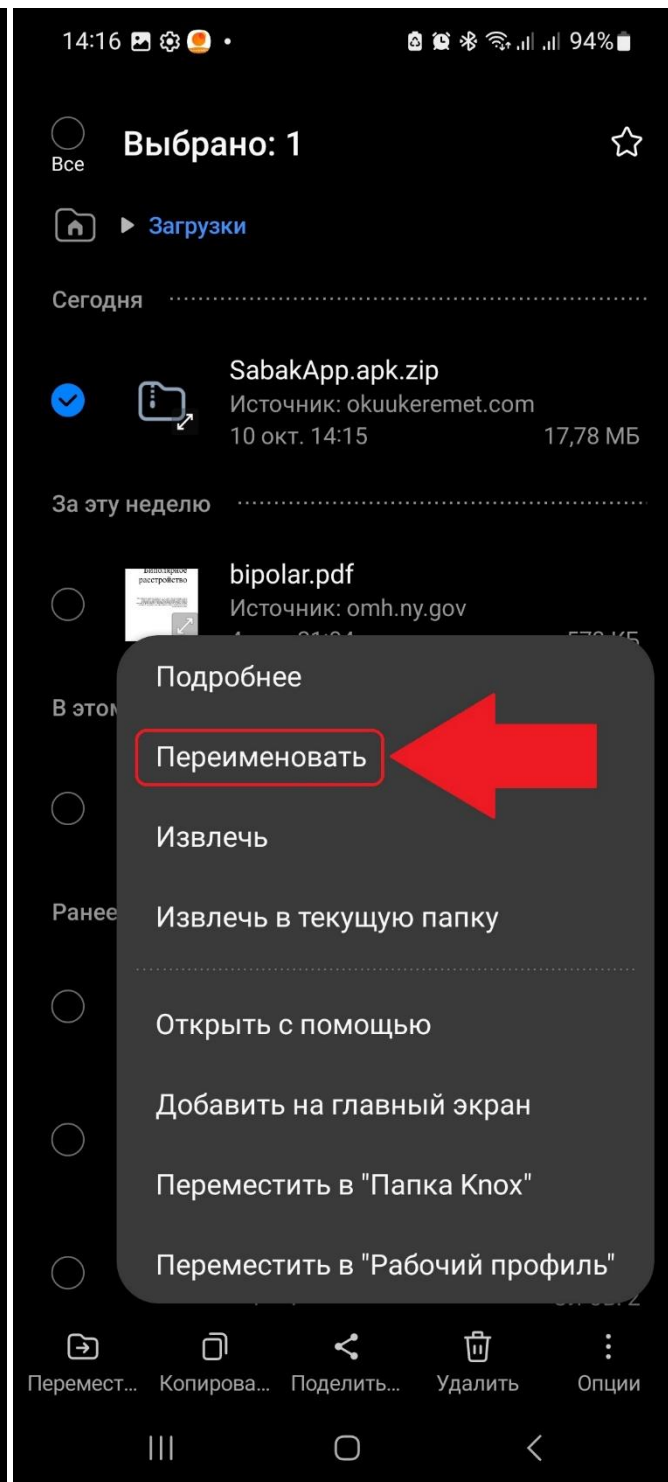 14:16
94%
Все
Выбрано: 1
Загрузки
Сегодня
SabakApp.apk.zip
Источник: okuukeremet.com
10 окт. 14:15
17,78 МБ
За эту неделю
Биполярное
расстройство
bipolar.pdf
Источник: omh.ny.gov
Подробнее
В этом
Переименовать
Извлечь
Ранее
Извлечь в текущую папку
Открыть с помощью
Добавить на главный экран
Переместить в "Папка Knox"
Переместить в "Рабочий профиль"
Перемест...
Копирова...
Поделить...
Удалить
Опции